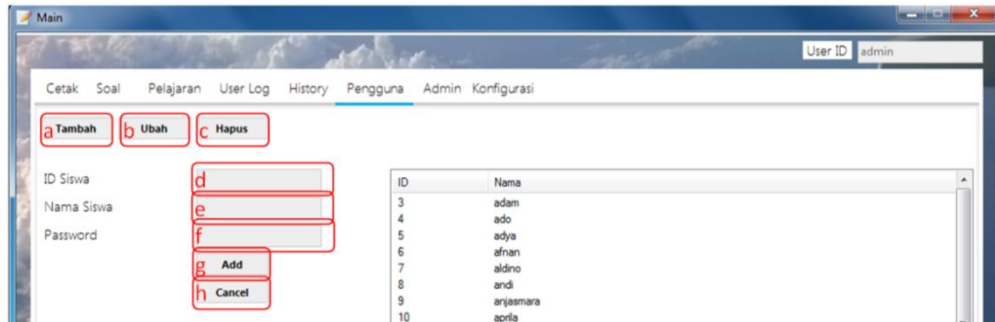 Main
User ID admin
Cetak Soal Pelajaran User Log History Pengguna Admin Konfigurasi
a Tambah b Ubah c Hapus
ID Siswa d
Nama Siswa e
Password f
g Add
h Cancel
ID Nama
3 adam
4 ado
5 adya
6 afnan
7 aldino
8 andi
9 anjasmara
10 aprila